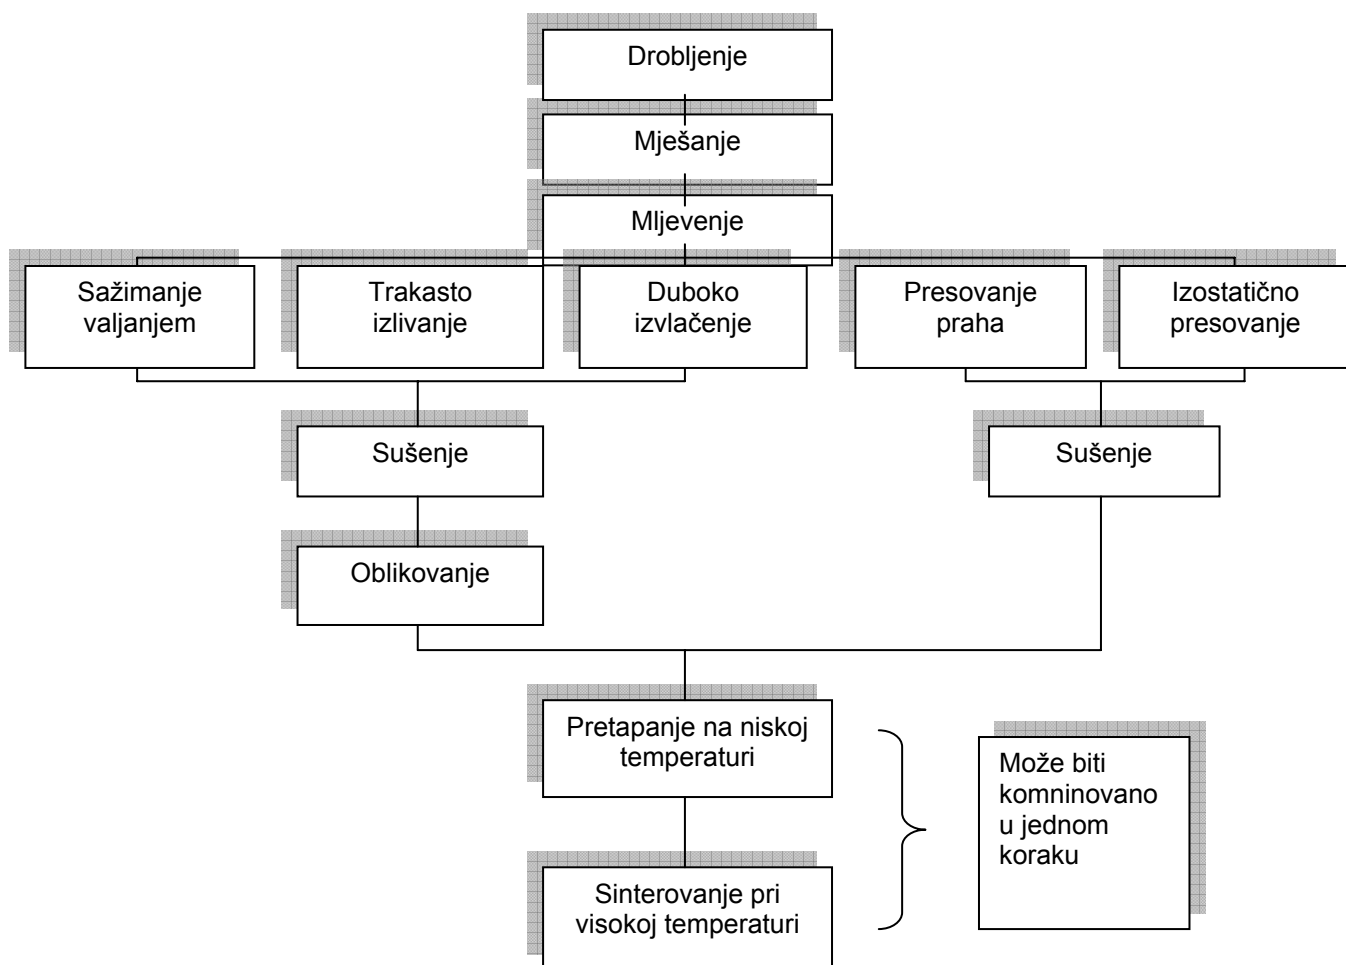 Drobljenje
Mješanje
Mljevenje
Sažimanje
valjanjem
Trakasto
izlivanje
Duboko
izvlačenje
Presovanje
praha
Izostatično
presovanje
Sušenje
Sušenje
Oblikovanje
Pretapanje na niskoj
temperaturi
Može biti
komninovano
u jednom
koraku
Sinterovanje pri
visokoj temperaturi